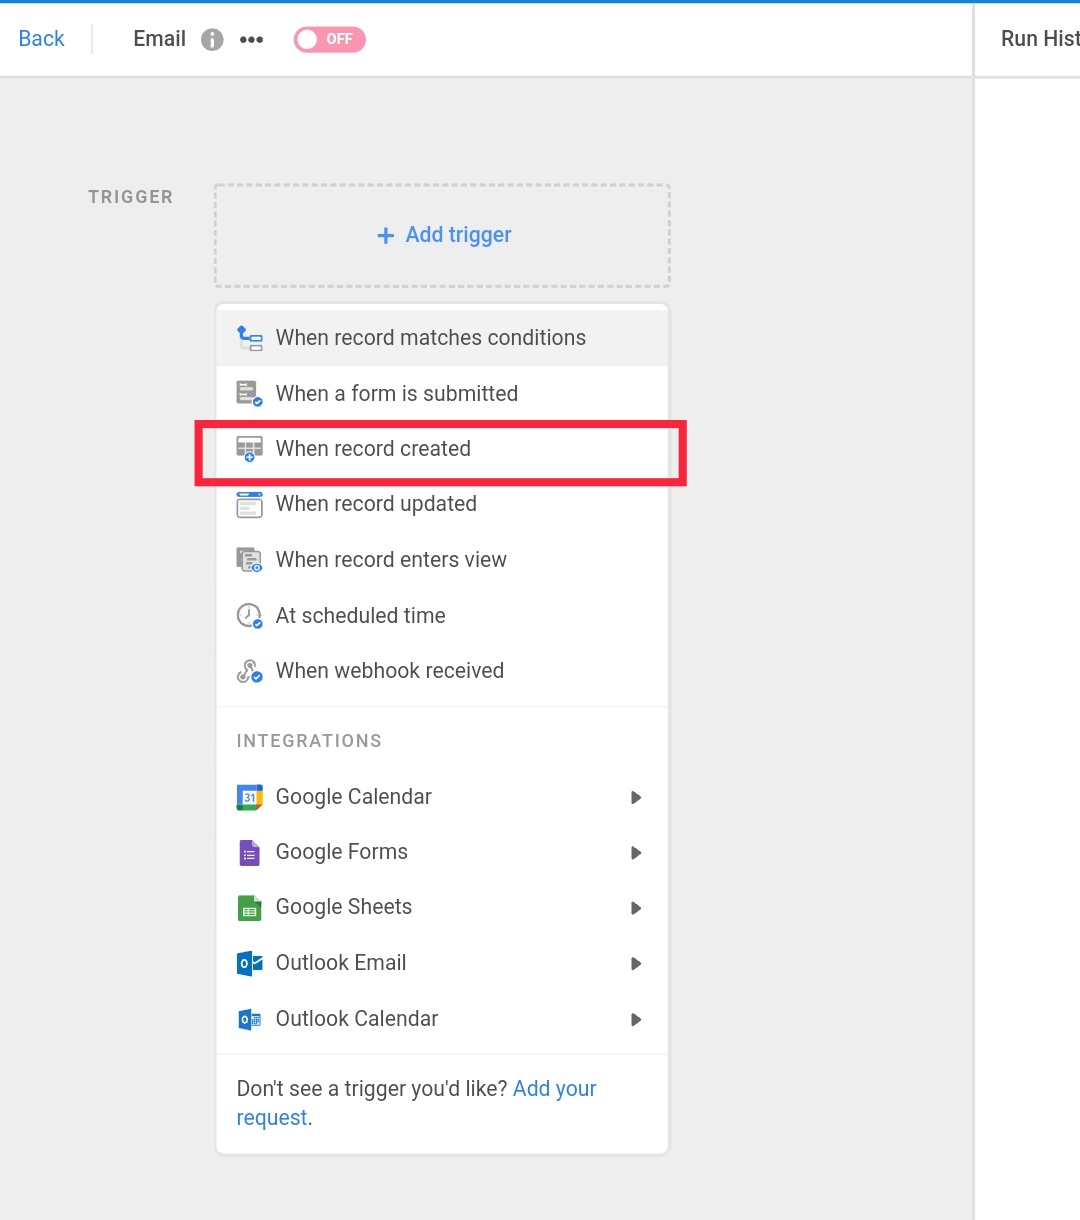 Back
Email
OFF
Run Hist
TRIGGER
+ Add trigger
When record matches conditions
When a form is submitted
When record created
When record updated
When record enters view
At scheduled time
When webhook received
INTEGRATIONS
31 Google Calendar
Google Forms
Google Sheets
Outlook Email
Outlook Calendar
Don't see a trigger you'd like? Add your
request.